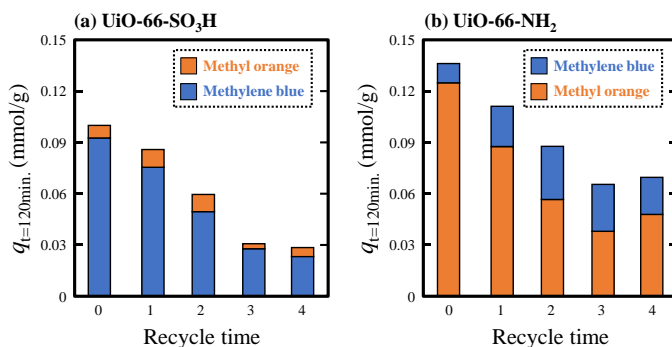 (a) UiO-66-SO3H
0.15
0.12
0.09
0.06
0.03
0
qt=120min. (mmol/g)
Methyl orange
Methylene blue
0 1 2 3 4
Recycle time
(b) UiO-66-NH2
0.15
0.12
0.09
0.06
0.03
0
qt=120min. (mmol/g)
Methylene blue
Methyl orange
0 1 2 3 4
Recycle time